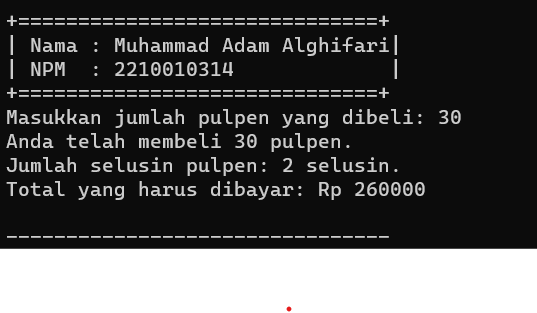 +==============================+
| Nama : Muhammad Adam Alghifari|
| NPM  : 2210010314             |
+==============================+
Masukkan jumlah pulpen yang dibeli: 30
Anda telah membeli 30 pulpen.
Jumlah selusin pulpen: 2 selusin.
Total yang harus dibayar: Rp 260000
--------------------------------